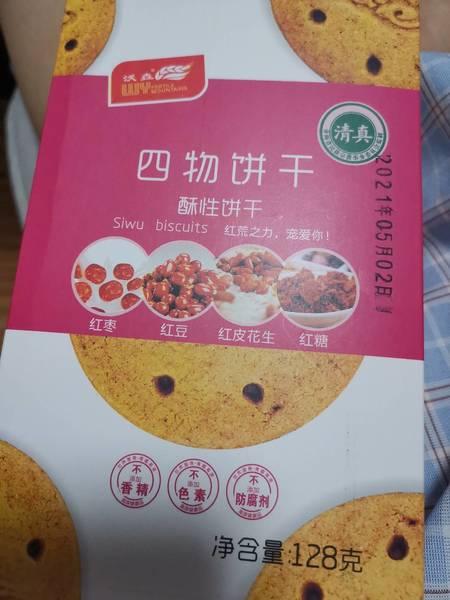 沃森
WY
清真
四物饼干
酥性饼干
Siwu biscuits 红荒之力,宠爱你!
红枣 红豆 红皮花生 红糖
2021年05月02日
不
添加
香精
不
添加
色素
不
添加
防腐剂
净含量:128克